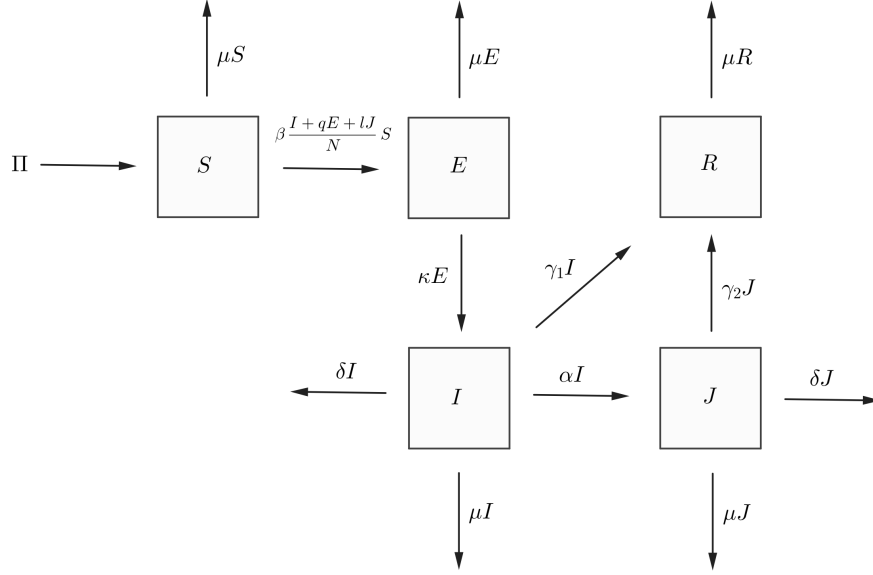 μS
μE
μR
Π
S
β (I + qE + lJ)/N S
E
R
κE
γ₁I
γ₂J
δI
I
αI
J
δJ
μI
μJ